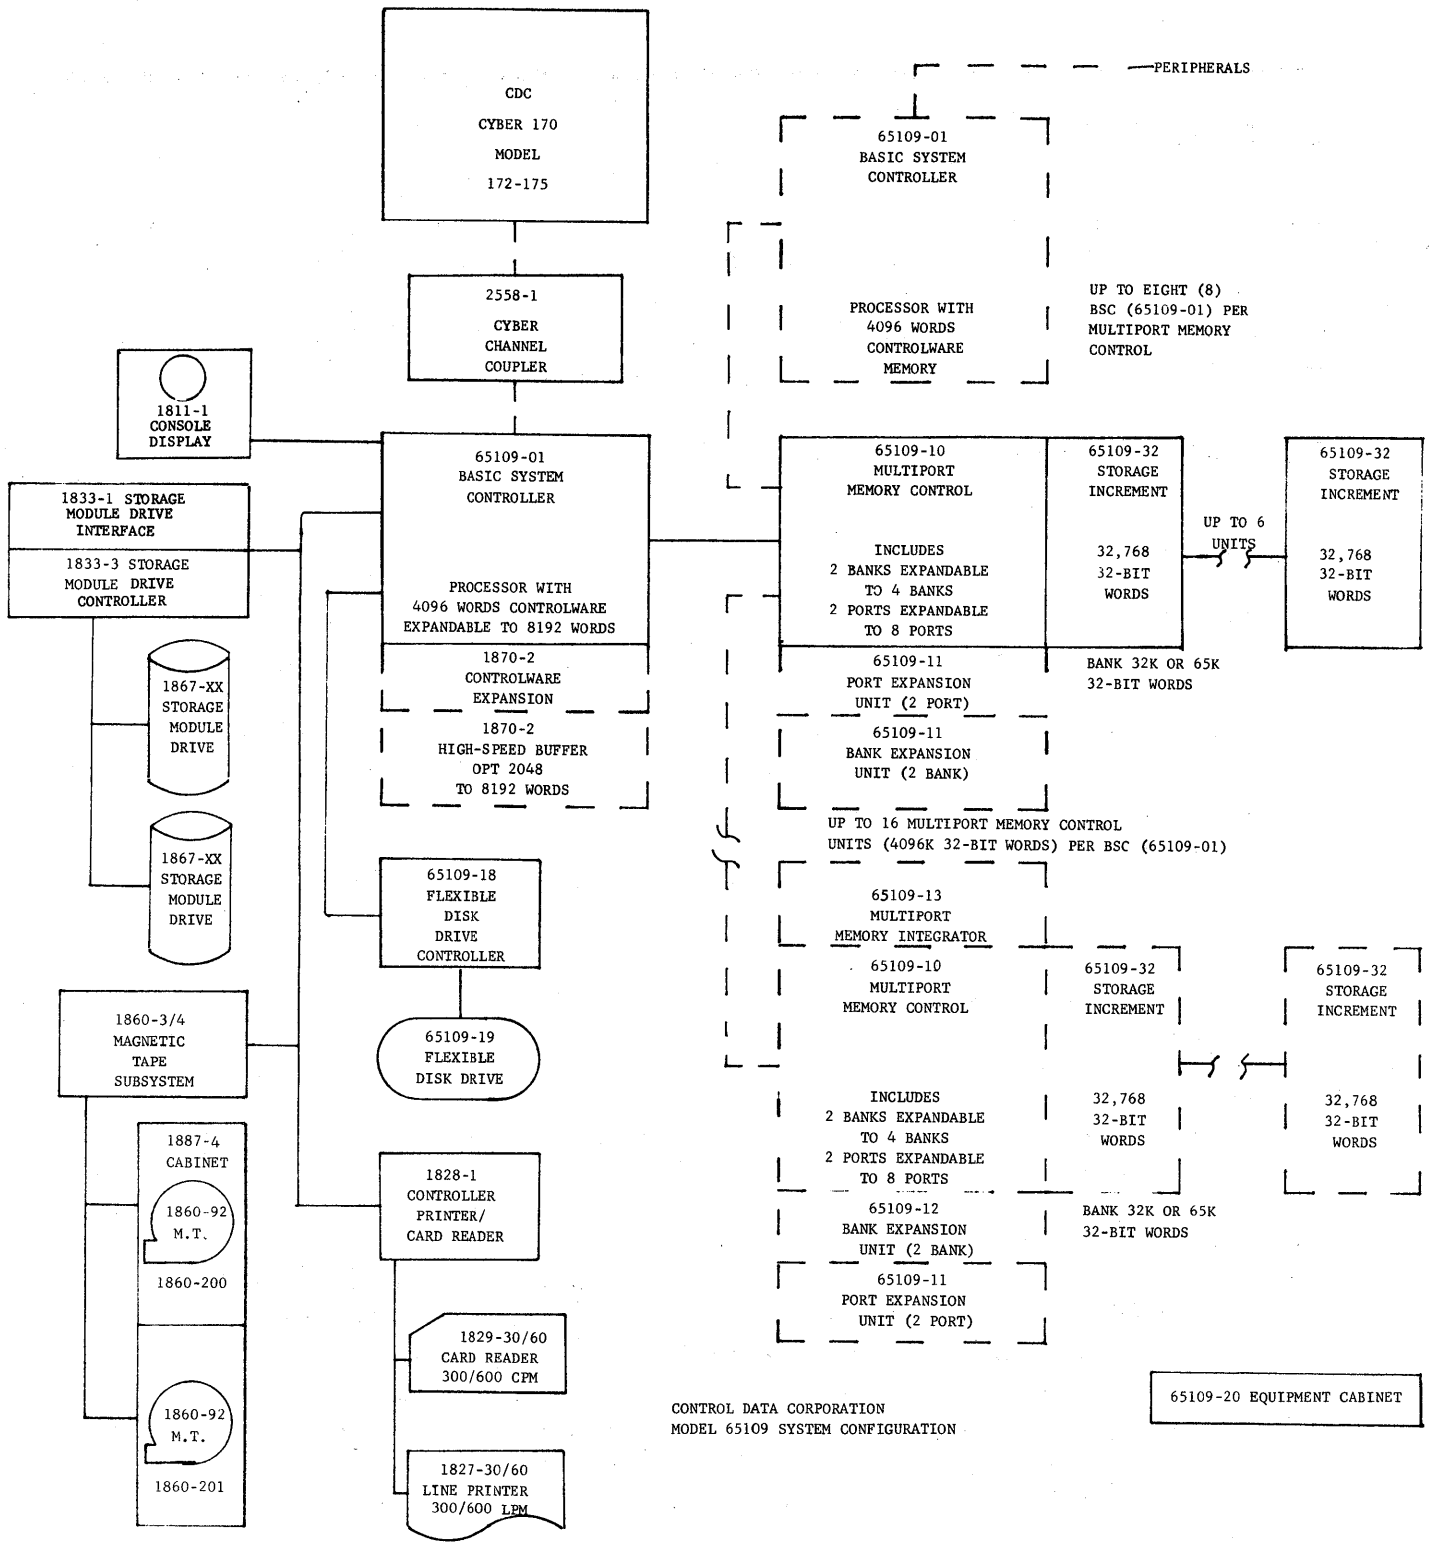 CDC
CYBER 170
MODEL
172-175
PERIPHERALS
65109-01
BASIC SYSTEM
CONTROLLER
PROCESSOR WITH
4096 WORDS
CONTROLWARE
MEMORY
UP TO EIGHT (8)
BSC (65109-01) PER
MULTIPORT MEMORY
CONTROL
2558-1
CYBER
CHANNEL
COUPLER
1811-1
CONSOLE
DISPLAY
65109-01
BASIC SYSTEM
CONTROLLER
PROCESSOR WITH
4096 WORDS CONTROLWARE
EXPANDABLE TO 8192 WORDS
1870-2
CONTROLWARE
EXPANSION
1870-2
HIGH-SPEED BUFFER
OPT 2048
TO 8192 WORDS
1833-1 STORAGE
MODULE DRIVE
INTERFACE
1833-3 STORAGE
MODULE DRIVE
CONTROLLER
1867-XX
STORAGE
MODULE
DRIVE
1867-XX
STORAGE
MODULE
DRIVE
65109-10
MULTIPORT
MEMORY CONTROL
INCLUDES
2 BANKS EXPANDABLE
TO 4 BANKS
2 PORTS EXPANDABLE
TO 8 PORTS
65109-32
STORAGE
INCREMENT
32,768
32-BIT
WORDS
UP TO 6
UNITS
65109-32
STORAGE
INCREMENT
32,768
32-BIT
WORDS
65109-11
PORT EXPANSION
UNIT (2 PORT)
BANK 32K OR 65K
32-BIT WORDS
65109-11
BANK EXPANSION
UNIT (2 BANK)
UP TO 16 MULTIPORT MEMORY CONTROL
UNITS (4096K 32-BIT WORDS) PER BSC (65109-01)
65109-18
FLEXIBLE
DISK
DRIVE
CONTROLLER
65109-19
FLEXIBLE
DISK DRIVE
65109-13
MULTIPORT
MEMORY INTEGRATOR
65109-10
MULTIPORT
MEMORY CONTROL
INCLUDES
2 BANKS EXPANDABLE
TO 4 BANKS
2 PORTS EXPANDABLE
TO 8 PORTS
65109-32
STORAGE
INCREMENT
32,768
32-BIT
WORDS
65109-32
STORAGE
INCREMENT
32,768
32-BIT
WORDS
65109-12
BANK EXPANSION
UNIT (2 BANK)
BANK 32K OR 65K
32-BIT WORDS
65109-11
PORT EXPANSION
UNIT (2 PORT)
1860-3/4
MAGNETIC
TAPE
SUBSYSTEM
1887-4
CABINET
1860-92
M.T.
1860-200
1860-92
M.T.
1860-201
1828-1
CONTROLLER
PRINTER/
CARD READER
1829-30/60
CARD READER
300/600 CPM
1827-30/60
LINE PRINTER
300/600 LPM
CONTROL DATA CORPORATION
MODEL 65109 SYSTEM CONFIGURATION
65109-20 EQUIPMENT CABINET